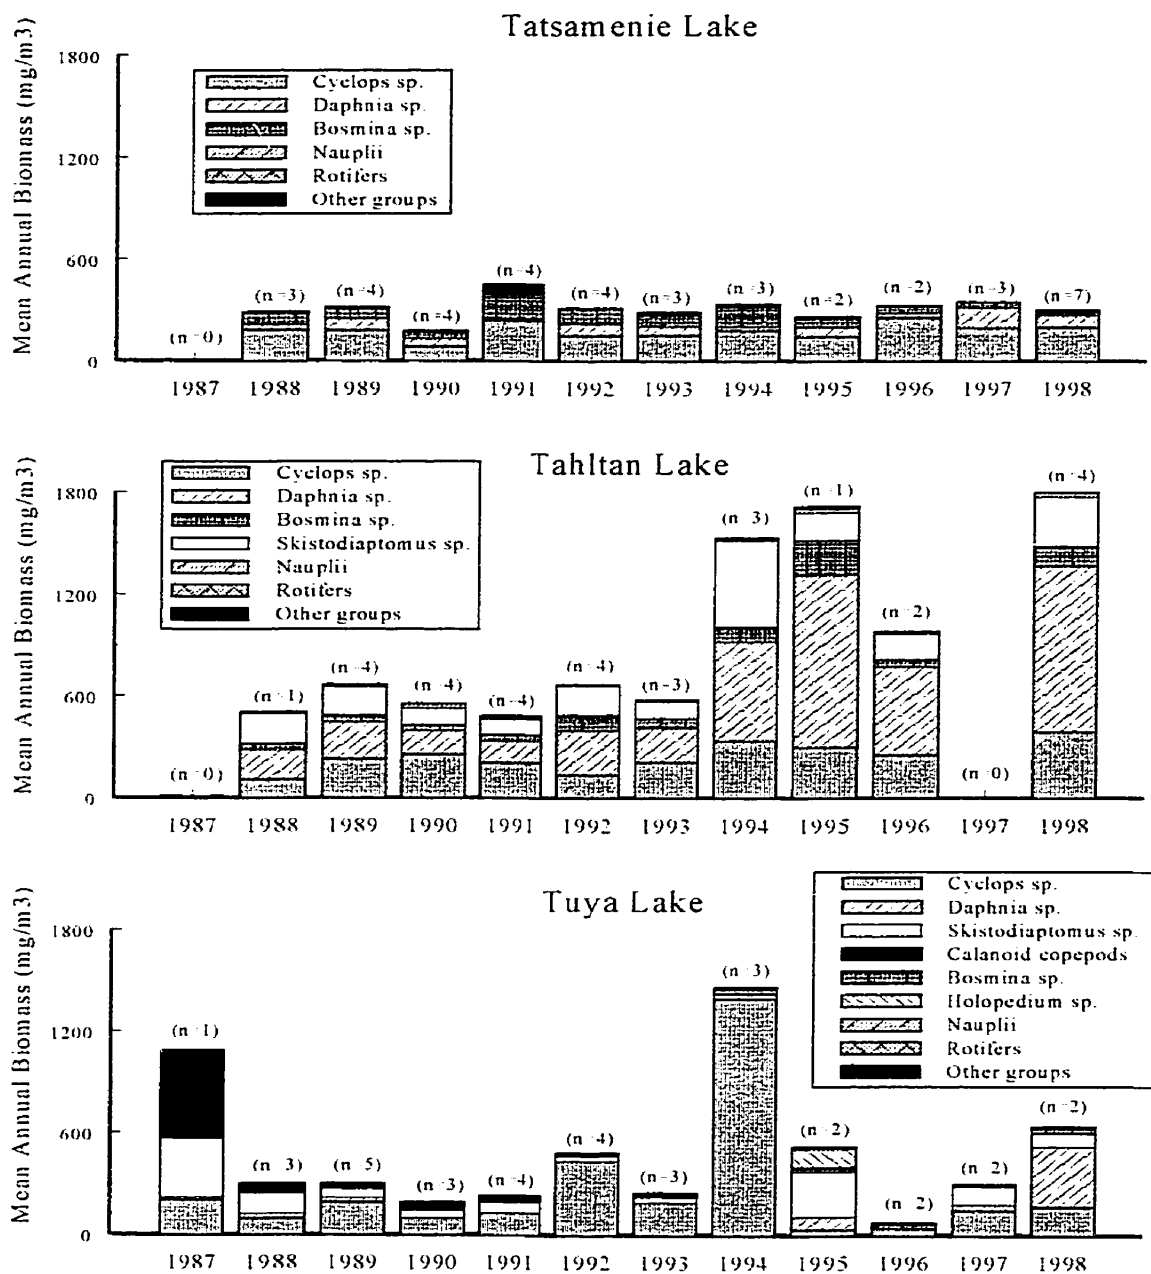 Tatsamenie Lake
Mean Annual Biomass (mg/m3)
1800
1200
600
0
Cyclops sp.
Daphnia sp.
Bosmina sp.
Nauplii
Rotifers
Other groups
(n=0) (n=3) (n=4) (n=4) (n=4) (n=4) (n=3) (n=3) (n=2) (n=2) (n=3) (n=7)
1987 1988 1989 1990 1991 1992 1993 1994 1995 1996 1997 1998
Tahltan Lake
Mean Annual Biomass (mg/m3)
1800
1200
600
0
Cyclops sp.
Daphnia sp.
Bosmina sp.
Skistodiaptomus sp.
Nauplii
Rotifers
Other groups
(n=0) (n=1) (n=4) (n=4) (n=4) (n=4) (n=3) (n=3) (n=1) (n=2) (n=0) (n=4)
1987 1988 1989 1990 1991 1992 1993 1994 1995 1996 1997 1998
Tuya Lake
Mean Annual Biomass (mg/m3)
1800
1200
600
0
Cyclops sp.
Daphnia sp.
Skistodiaptomus sp.
Calanoid copepods
Bosmina sp.
Holopedium sp.
Nauplii
Rotifers
Other groups
(n=1) (n=3) (n=5) (n=3) (n=4) (n=4) (n=3) (n=3) (n=2) (n=2) (n=2) (n=2)
1987 1988 1989 1990 1991 1992 1993 1994 1995 1996 1997 1998